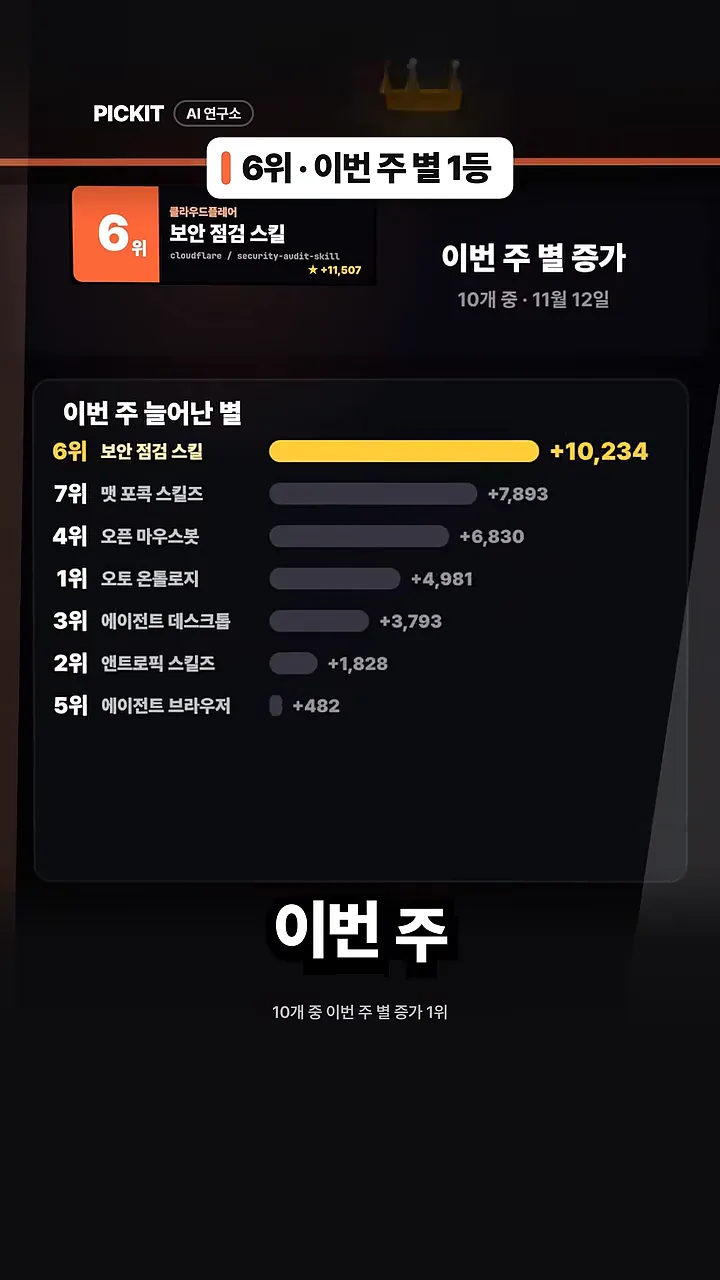 PICKIT AI 연구소
6위 · 이번 주 별 1등
6위
클라우드플레어
보안 점검 스킬
cloudflare / security-audit-skill
★ +11,507
이번 주 별 증가
10개 중 · 11월 12일
이번 주 늘어난 별
6위 보안 점검 스킬 +10,234
7위 맷 포콕 스킬즈 +7,893
4위 오픈 마우스봇 +6,830
1위 오토 온톨로지 +4,981
3위 에이전트 데스크톱 +3,793
2위 앤트로픽 스킬즈 +1,828
5위 에이전트 브라우저 +482
이번 주
10개 중 이번 주 별 증가 1위